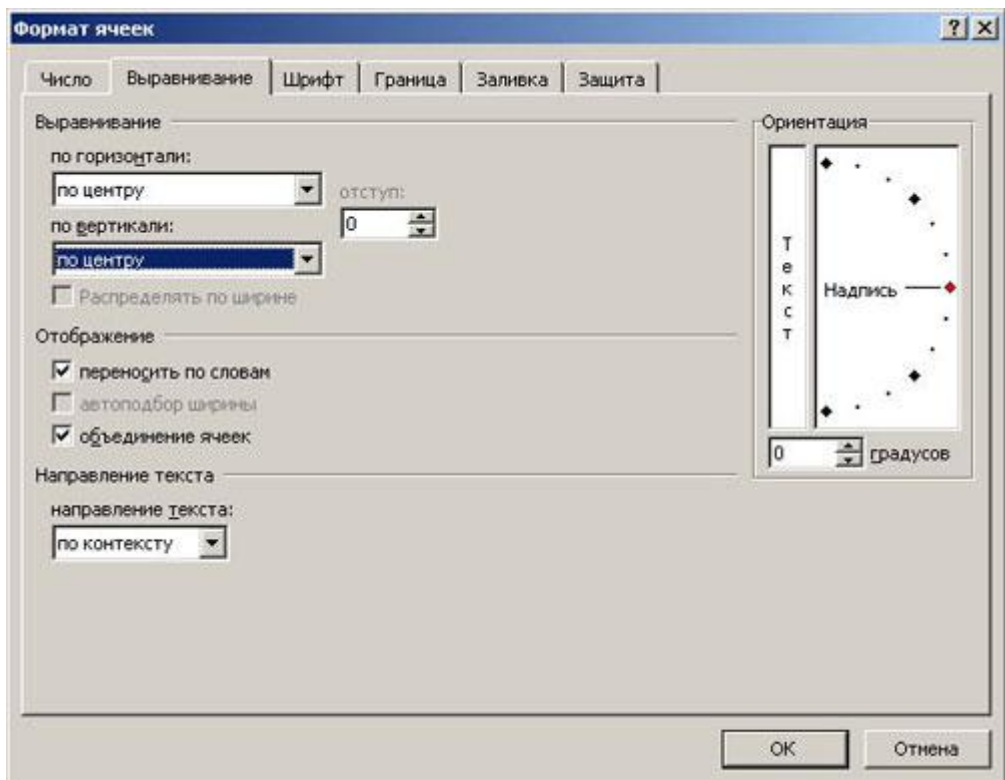 Формат ячеек
Число Выравнивание Шрифт Граница Заливка Защита
Выравнивание
по горизонтали:
по центру
отступ:
0
по вертикали:
по центру
Распределять по ширине
Отображение
переносить по словам
автоподбор ширины
объединение ячеек
Направление текста
направление текста:
по контексту
Ориентация
Текст
Надпись
0 градусов
ОК Отмена